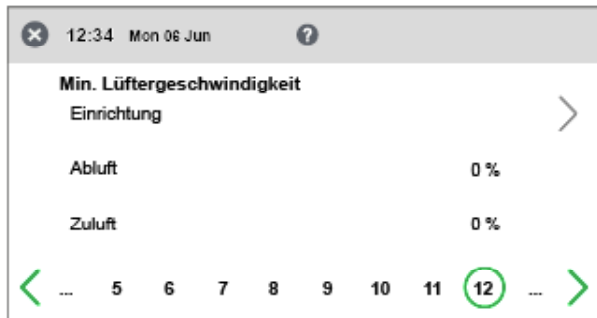 12:34 Mon 06 Jun ?
Min. Lüftergeschwindigkeit
Einrichtung
Abluft 0 %
Zuluft 0 %
... 5 6 7 8 9 10 11 12 ...